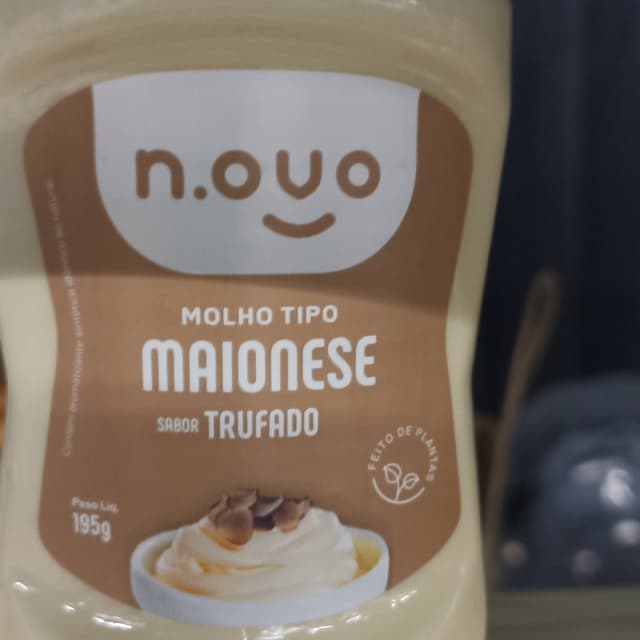 n.ovo
MOLHO TIPO
MAIONESE
SABOR TRUFADO
FEITO DE PLANTAS
Peso Líq.
195g